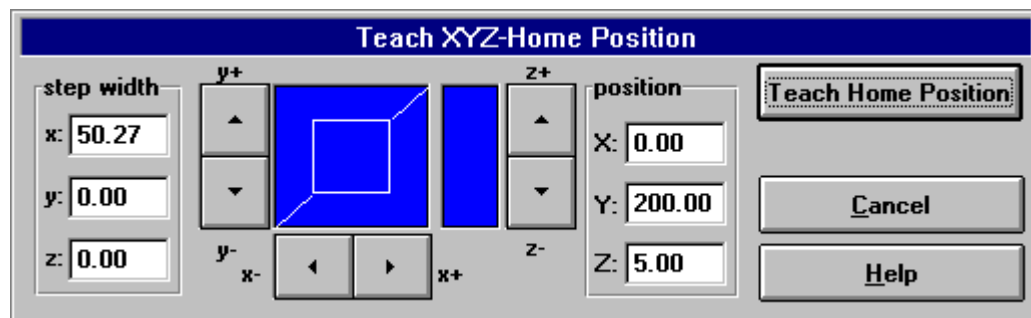 Teach XYZ-Home Position
step width
x: 50.27
y: 0.00
z: 0.00
y+
y-
x-
x+
z+
z-
position
X: 0.00
Y: 200.00
Z: 5.00
Teach Home Position
Cancel
Help